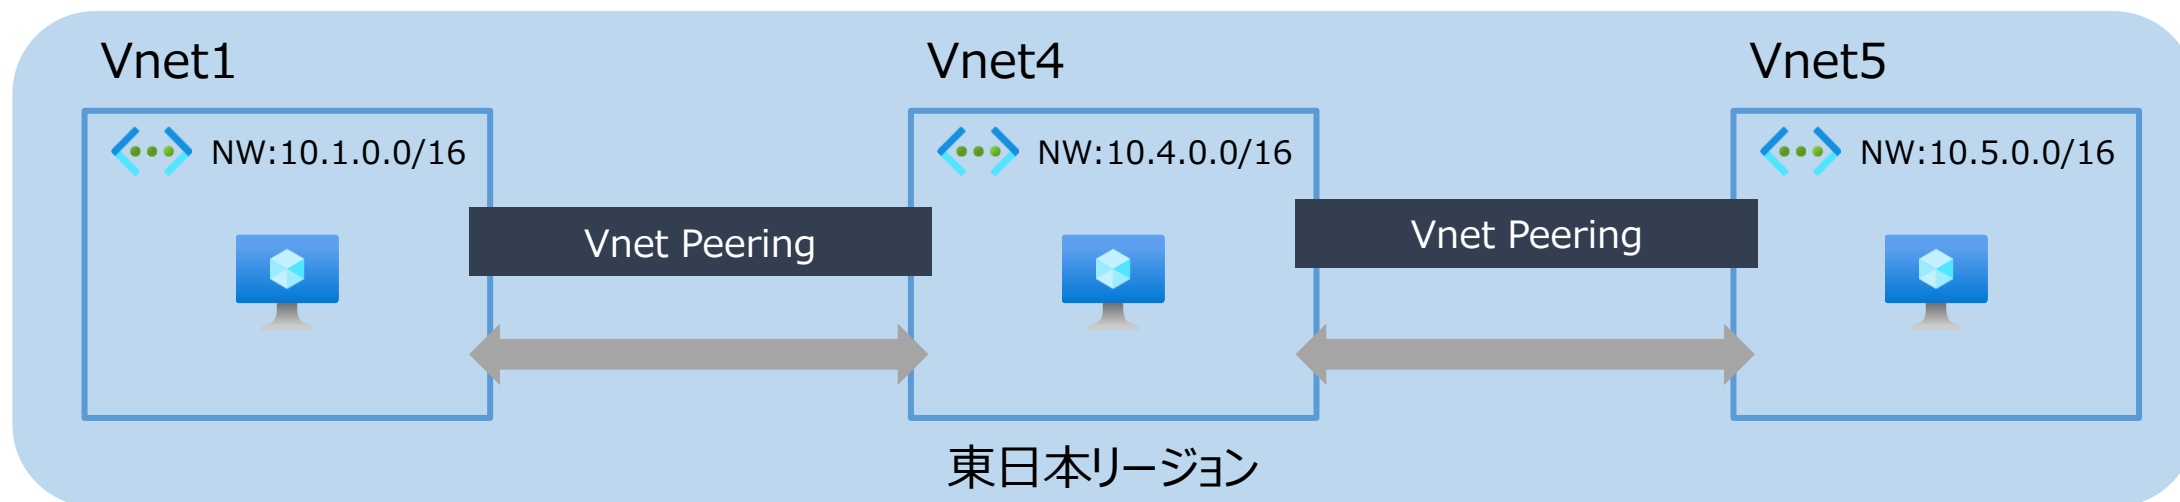 Vnet1
Vnet4
Vnet5
NW:10.1.0.0/16
NW:10.4.0.0/16
NW:10.5.0.0/16
Vnet Peering
Vnet Peering
東日本リージョン